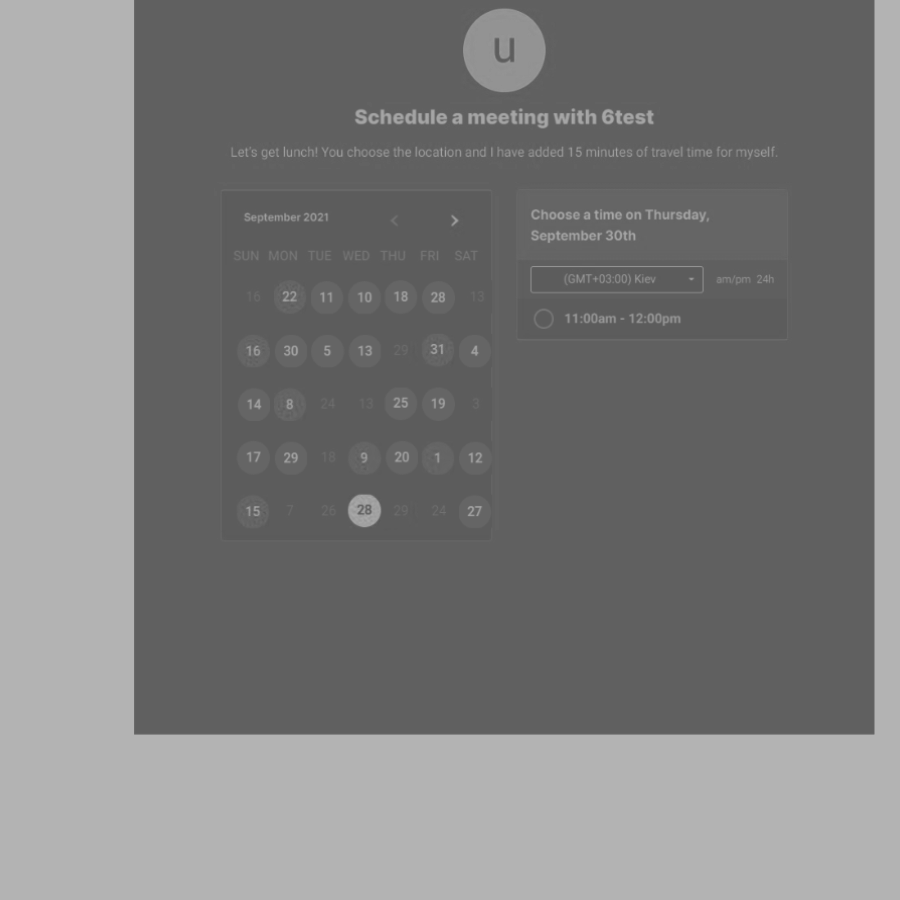 u
Schedule a meeting with 6test
Let's get lunch! You choose the location and I have added 15 minutes of travel time for myself.
September 2021
SUN MON TUE WED THU FRI SAT
16 22 11 10 18 28 13
16 30 5 13 29 31 4
14 8 24 13 25 19 3
17 29 18 9 20 1 12
15 7 26 28 29 24 27
Choose a time on Thursday,
September 30th
(GMT+03:00) Kiev am/pm 24h
11:00am - 12:00pm